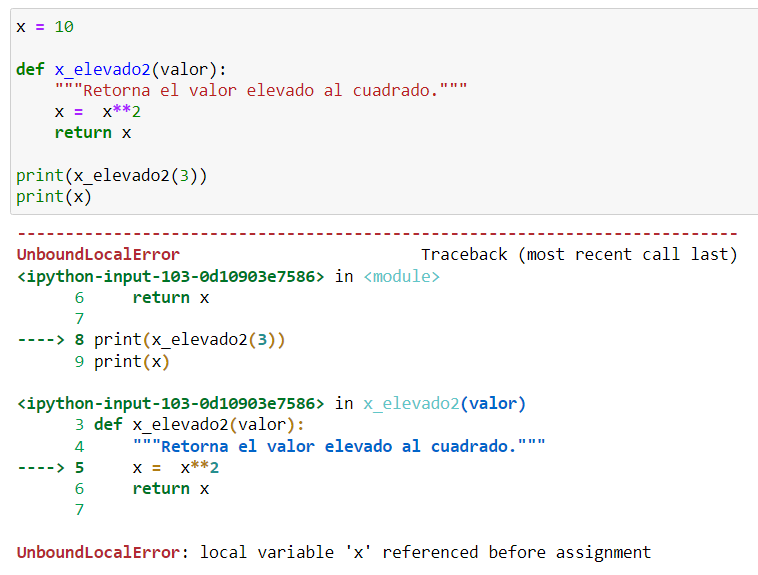 x = 10
def x_elevado2(valor):
"""Retorna el valor elevado al cuadrado."""
x =  x**2
return x
print(x_elevado2(3))
print(x)
---------------------------------------------------------------------------
UnboundLocalError                         Traceback (most recent call last)
<ipython-input-103-0d10903e7586> in <module>
6     return x
7
----> 8 print(x_elevado2(3))
9 print(x)
<ipython-input-103-0d10903e7586> in x_elevado2(valor)
3 def x_elevado2(valor):
4     """Retorna el valor elevado al cuadrado."""
----> 5     x =  x**2
6     return x
7
UnboundLocalError: local variable 'x' referenced before assignment